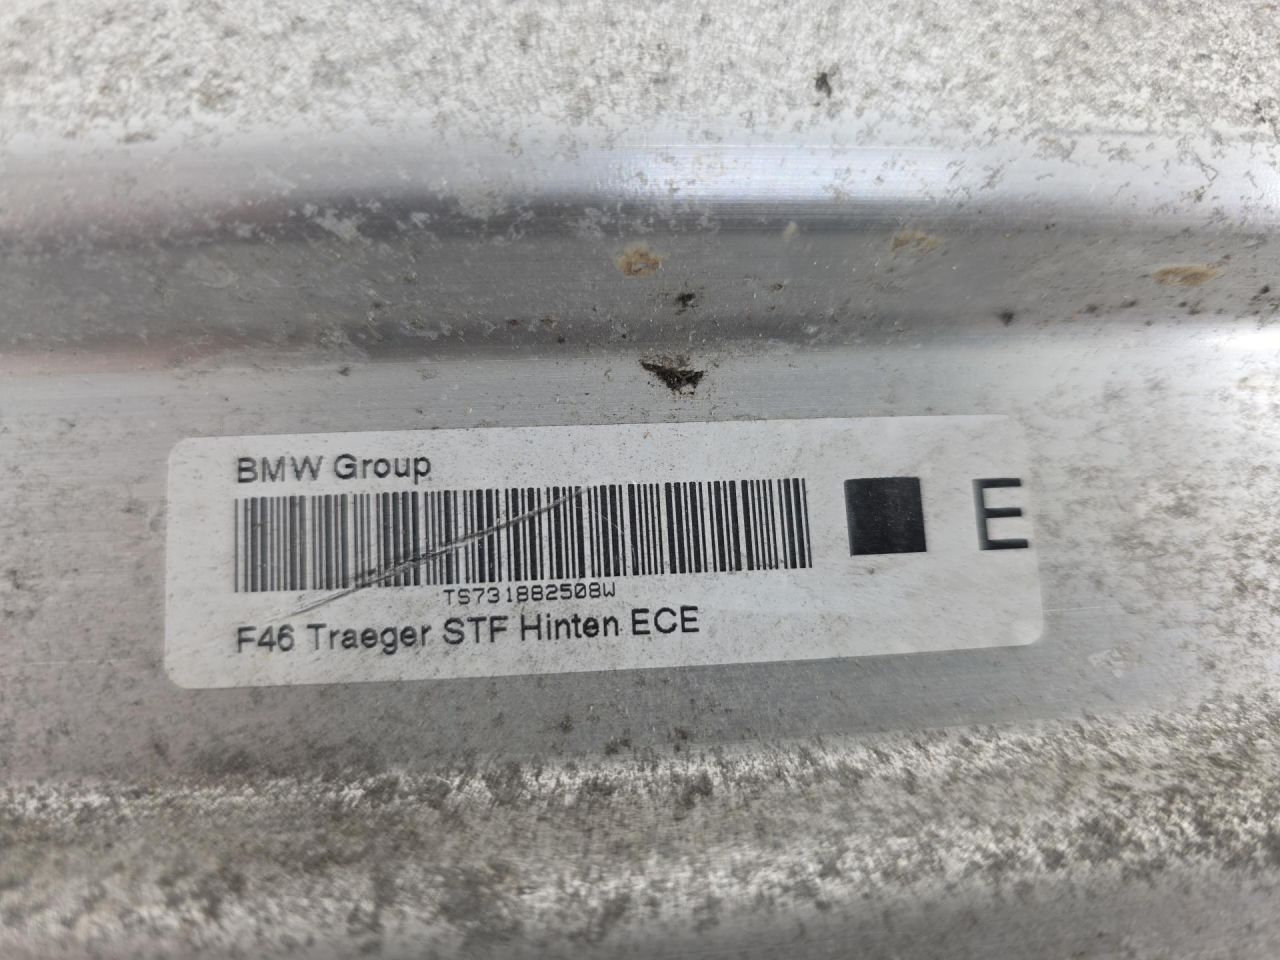 BMW Group
E
TS731882508W
F46 Traeger STF Hinten ECE